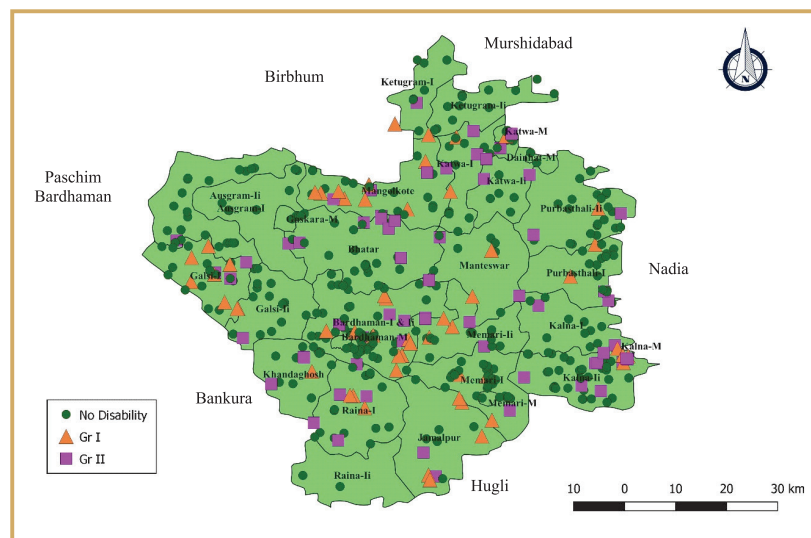 Murshidabad
Birbhum
N
Ketugram-I
Ketugram-Ii
Katwa-M
Dainhat-M
Katwa-I
Katwa-Ii
Paschim
Bardhaman
Mangolkote
Ausgram-Ii
Ausgram-I
Guskara-M
Purbasthali-Ii
Bhatar
Manteswar
Nadia
Galsi-I
Purbasthali-I
Galsi-Ii
Bardhaman-I & Ii
Bardhaman-M
Memari-Ii
Kalna-I
Kalna-M
Khandaghosh
Memari-I
Kalna-Ii
Bankura
Raina-I
Memari-M
Jamalpur
No Disability
Gr I
Gr II
Raina-Ii
Hugli
10 0 10 20 30 km